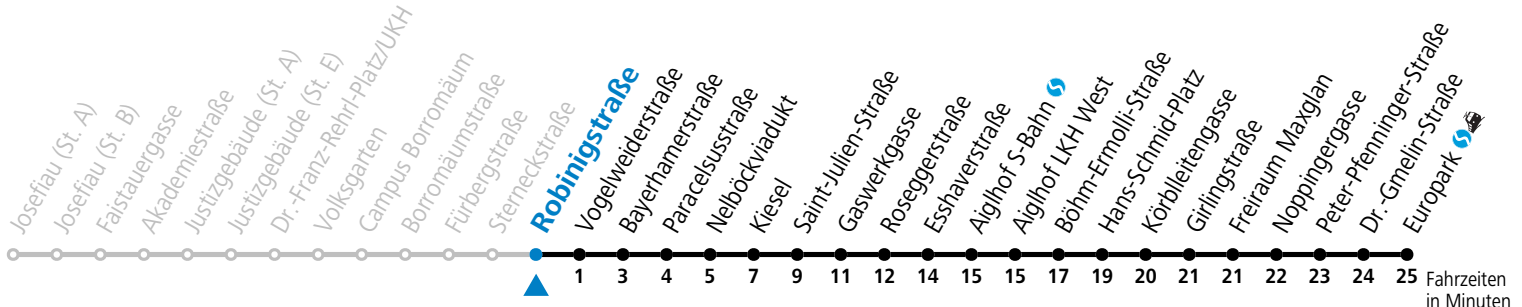 Josefiau (St. A)
Josefiau (St. B)
Faistauergasse
Akademiestraße
Justizgebäude (St. A)
Justizgebäude (St. E)
Dr.-Franz-Rehrl-Platz/UKH
Volksgarten
Campus Borromäum
Borromäumstraße
Fürbergstraße
Sterneckstraße
Robinigstraße
Vogelweiderstraße
Bayerhamerstraße
Paracelsusstraße
Nelböckviadukt
Kiesel
Saint-Julien-Straße
Gaswerkgasse
Roseggerstraße
Esshaverstraße
Aiglhof S-Bahn
Aiglhof LKH West
Böhm-Ermolli-Straße
Hans-Schmid-Platz
Körblleitengasse
Girlingstraße
Freiraum Maxglan
Noppingergasse
Peter-Pfenninger-Straße
Dr.-Gmelin-Straße
Europark
1 3 4 5 7 9 11 12 14 15 15 17 19 20 21 21 22 23 24 25 Fahrzeiten
in Minuten